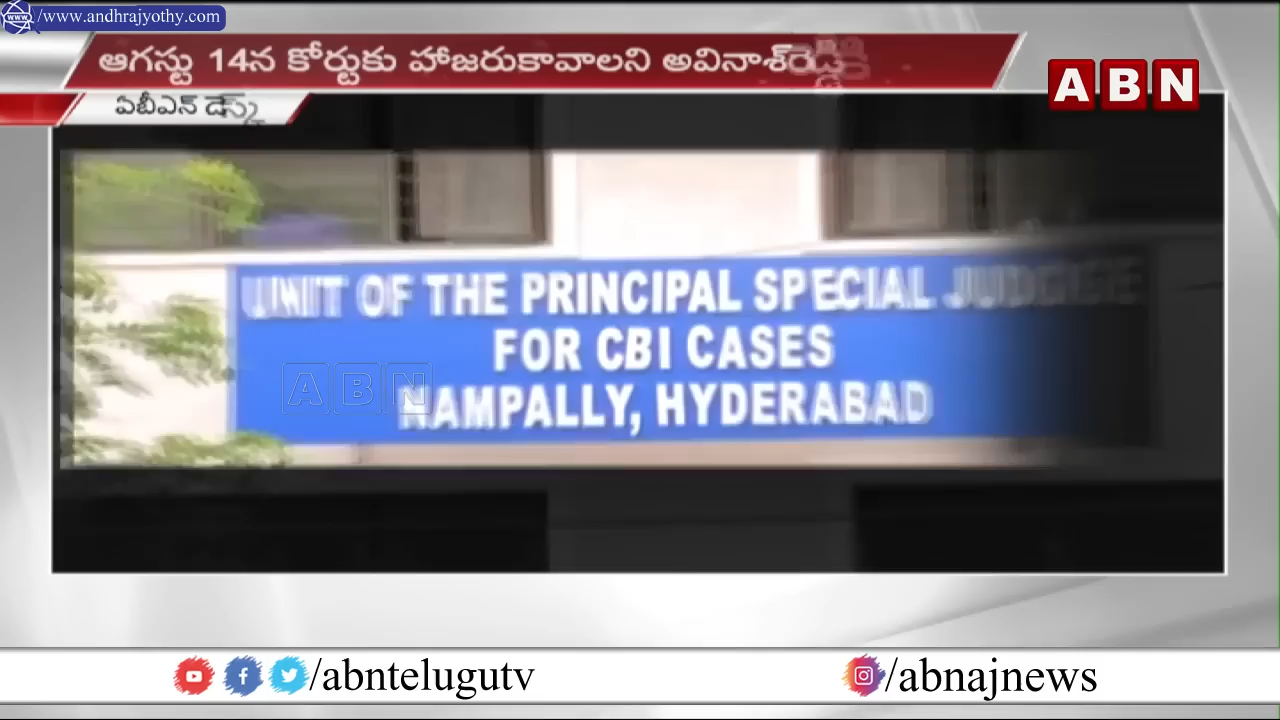 /www.andhrajyothy.com
ఆగస్టు 14న కోర్టుకు హాజరుకావాలని అవినాశ్‌రెడ్డికి
ABN
ఏబీఎన్ డెస్క్
UNIT OF THE PRINCIPAL SPECIAL JUDGE
FOR CBI CASES
ABN
NAMPALLY, HYDERABAD
/abntelugutv
/abnajnews